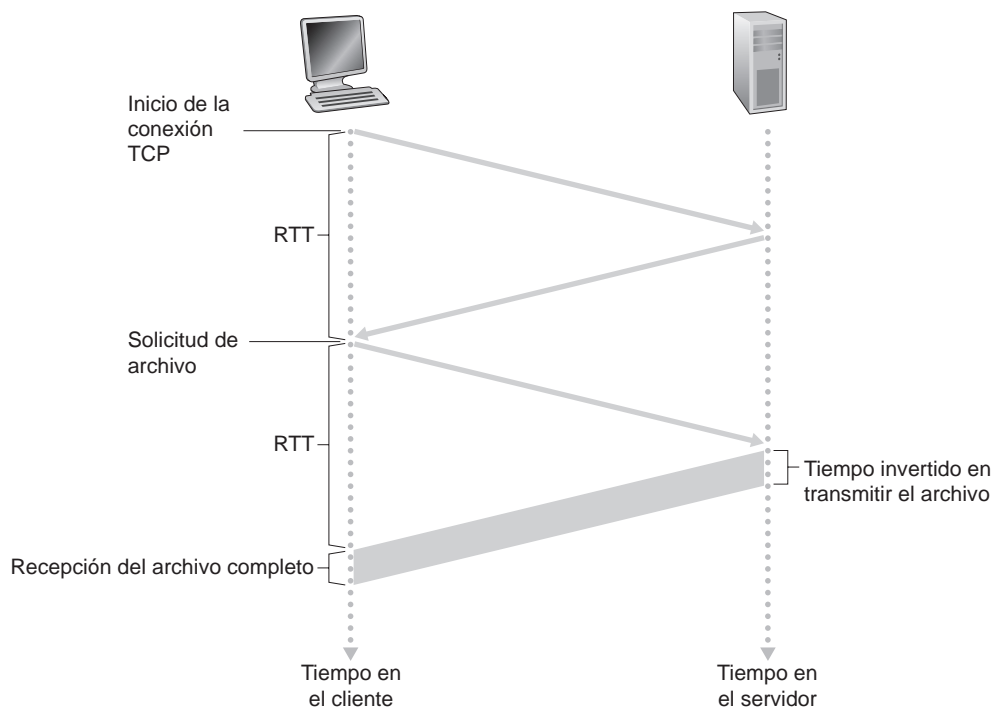 Inicio de la
conexión
TCP
RTT
Solicitud de
archivo
RTT
Tiempo invertido en
transmitir el archivo
Recepción del archivo completo
Tiempo en
el cliente
Tiempo en
el servidor